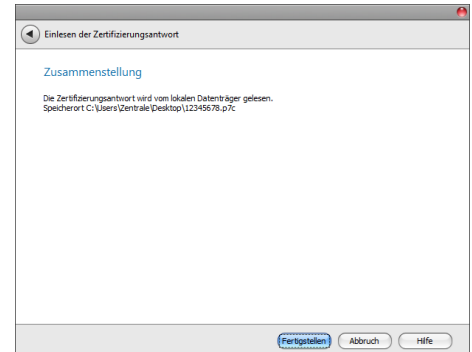 Einlesen der Zertifizierungsantwort
Zusammenstellung
Die Zertifizierungsantwort wird vom lokalen Datenträger gelesen.
Speicherort C:\Users\Zentrale\Desktop\12345678.p7c
Fertigstellen Abbruch Hilfe